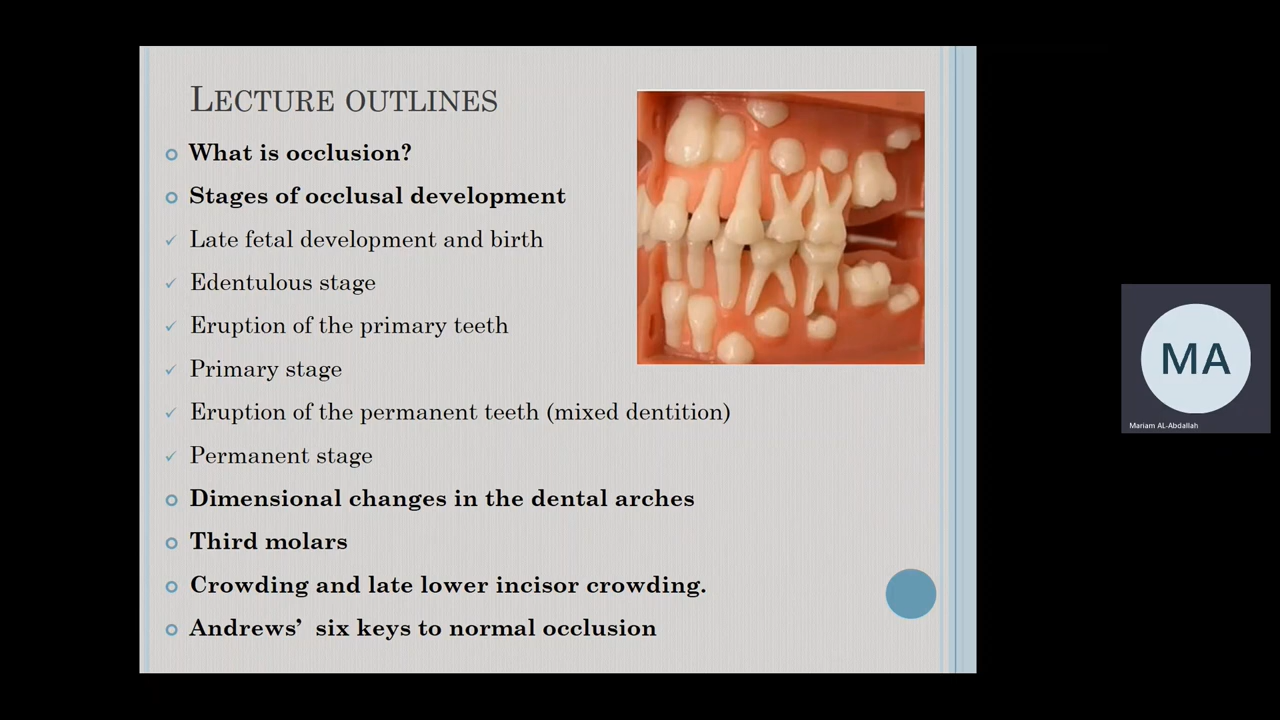 LECTURE OUTLINES
What is occlusion?
Stages of occlusal development
Late fetal development and birth
Edentulous stage
Eruption of the primary teeth
Primary stage
Eruption of the permanent teeth (mixed dentition)
Permanent stage
Dimensional changes in the dental arches
Third molars
Crowding and late lower incisor crowding.
Andrews’ six keys to normal occlusion
MA
Mariam AL-Abdallah